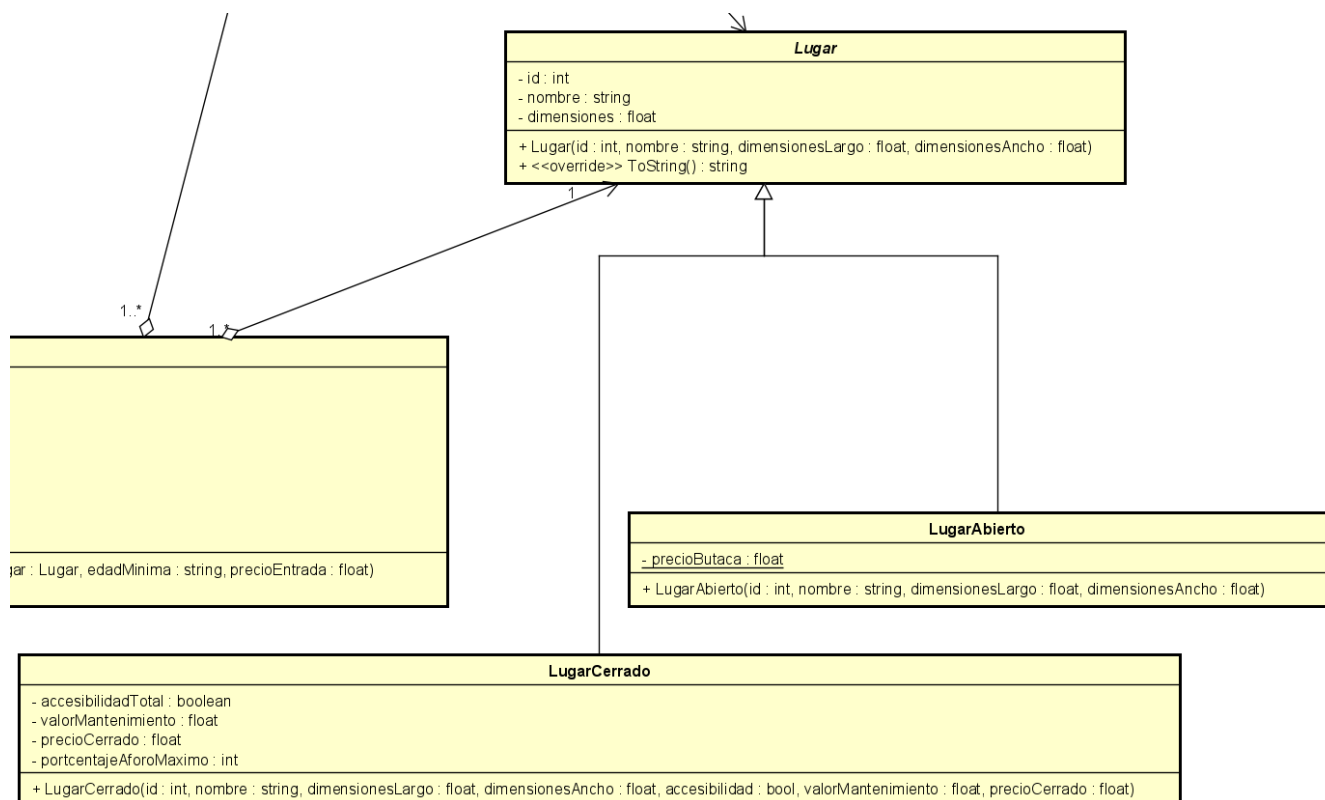 Lugar
- id : int
- nombre : string
- dimensiones : float
+ Lugar(id : int, nombre : string, dimensionesLargo : float, dimensionesAncho : float)
+ <<override>> ToString() : string
1
1..*
1..*
: Lugar, edadMinima : string, precioEntrada : float)
LugarAbierto
- precioButaca : float
+ LugarAbierto(id : int, nombre : string, dimensionesLargo : float, dimensionesAncho : float)
LugarCerrado
- accesibilidadTotal : boolean
- valorMantenimiento : float
- precioCerrado : float
- portcentajeAforoMaximo : int
+ LugarCerrado(id : int, nombre : string, dimensionesLargo : float, dimensionesAncho : float, accesibilidad : bool, valorMantenimiento : float, precioCerrado : float)